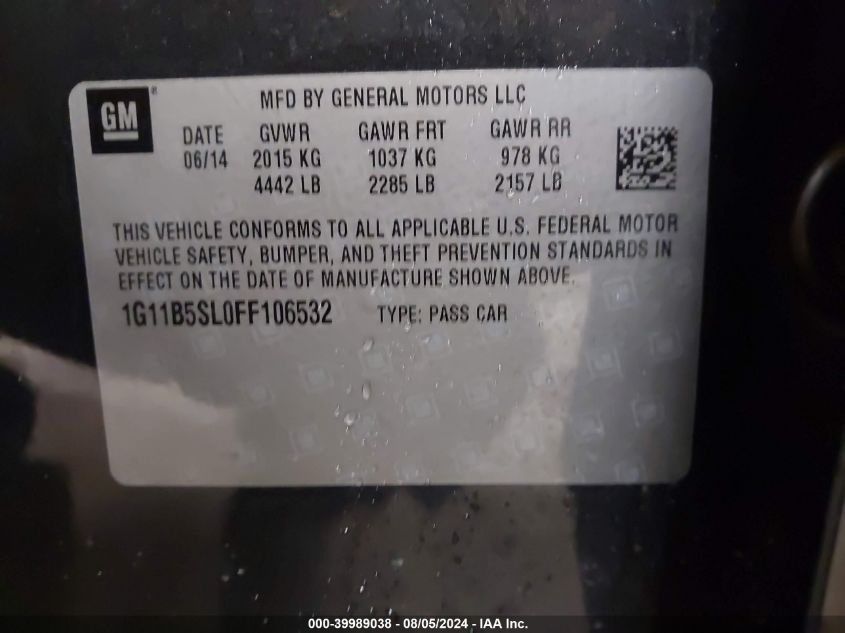 GM®
MFD BY GENERAL MOTORS LLC
DATE GVWR GAWR FRT GAWR RR
06/14 2015 KG 1037 KG 978 KG
4442 LB 2285 LB 2157 LB
THIS VEHICLE CONFORMS TO ALL APPLICABLE U.S. FEDERAL MOTOR
VEHICLE SAFETY, BUMPER, AND THEFT PREVENTION STANDARDS IN
EFFECT ON THE DATE OF MANUFACTURE SHOWN ABOVE.
1G11B5SL0FF106532 TYPE: PASS CAR
000-39989038 - 08/05/2024 - IAA Inc.